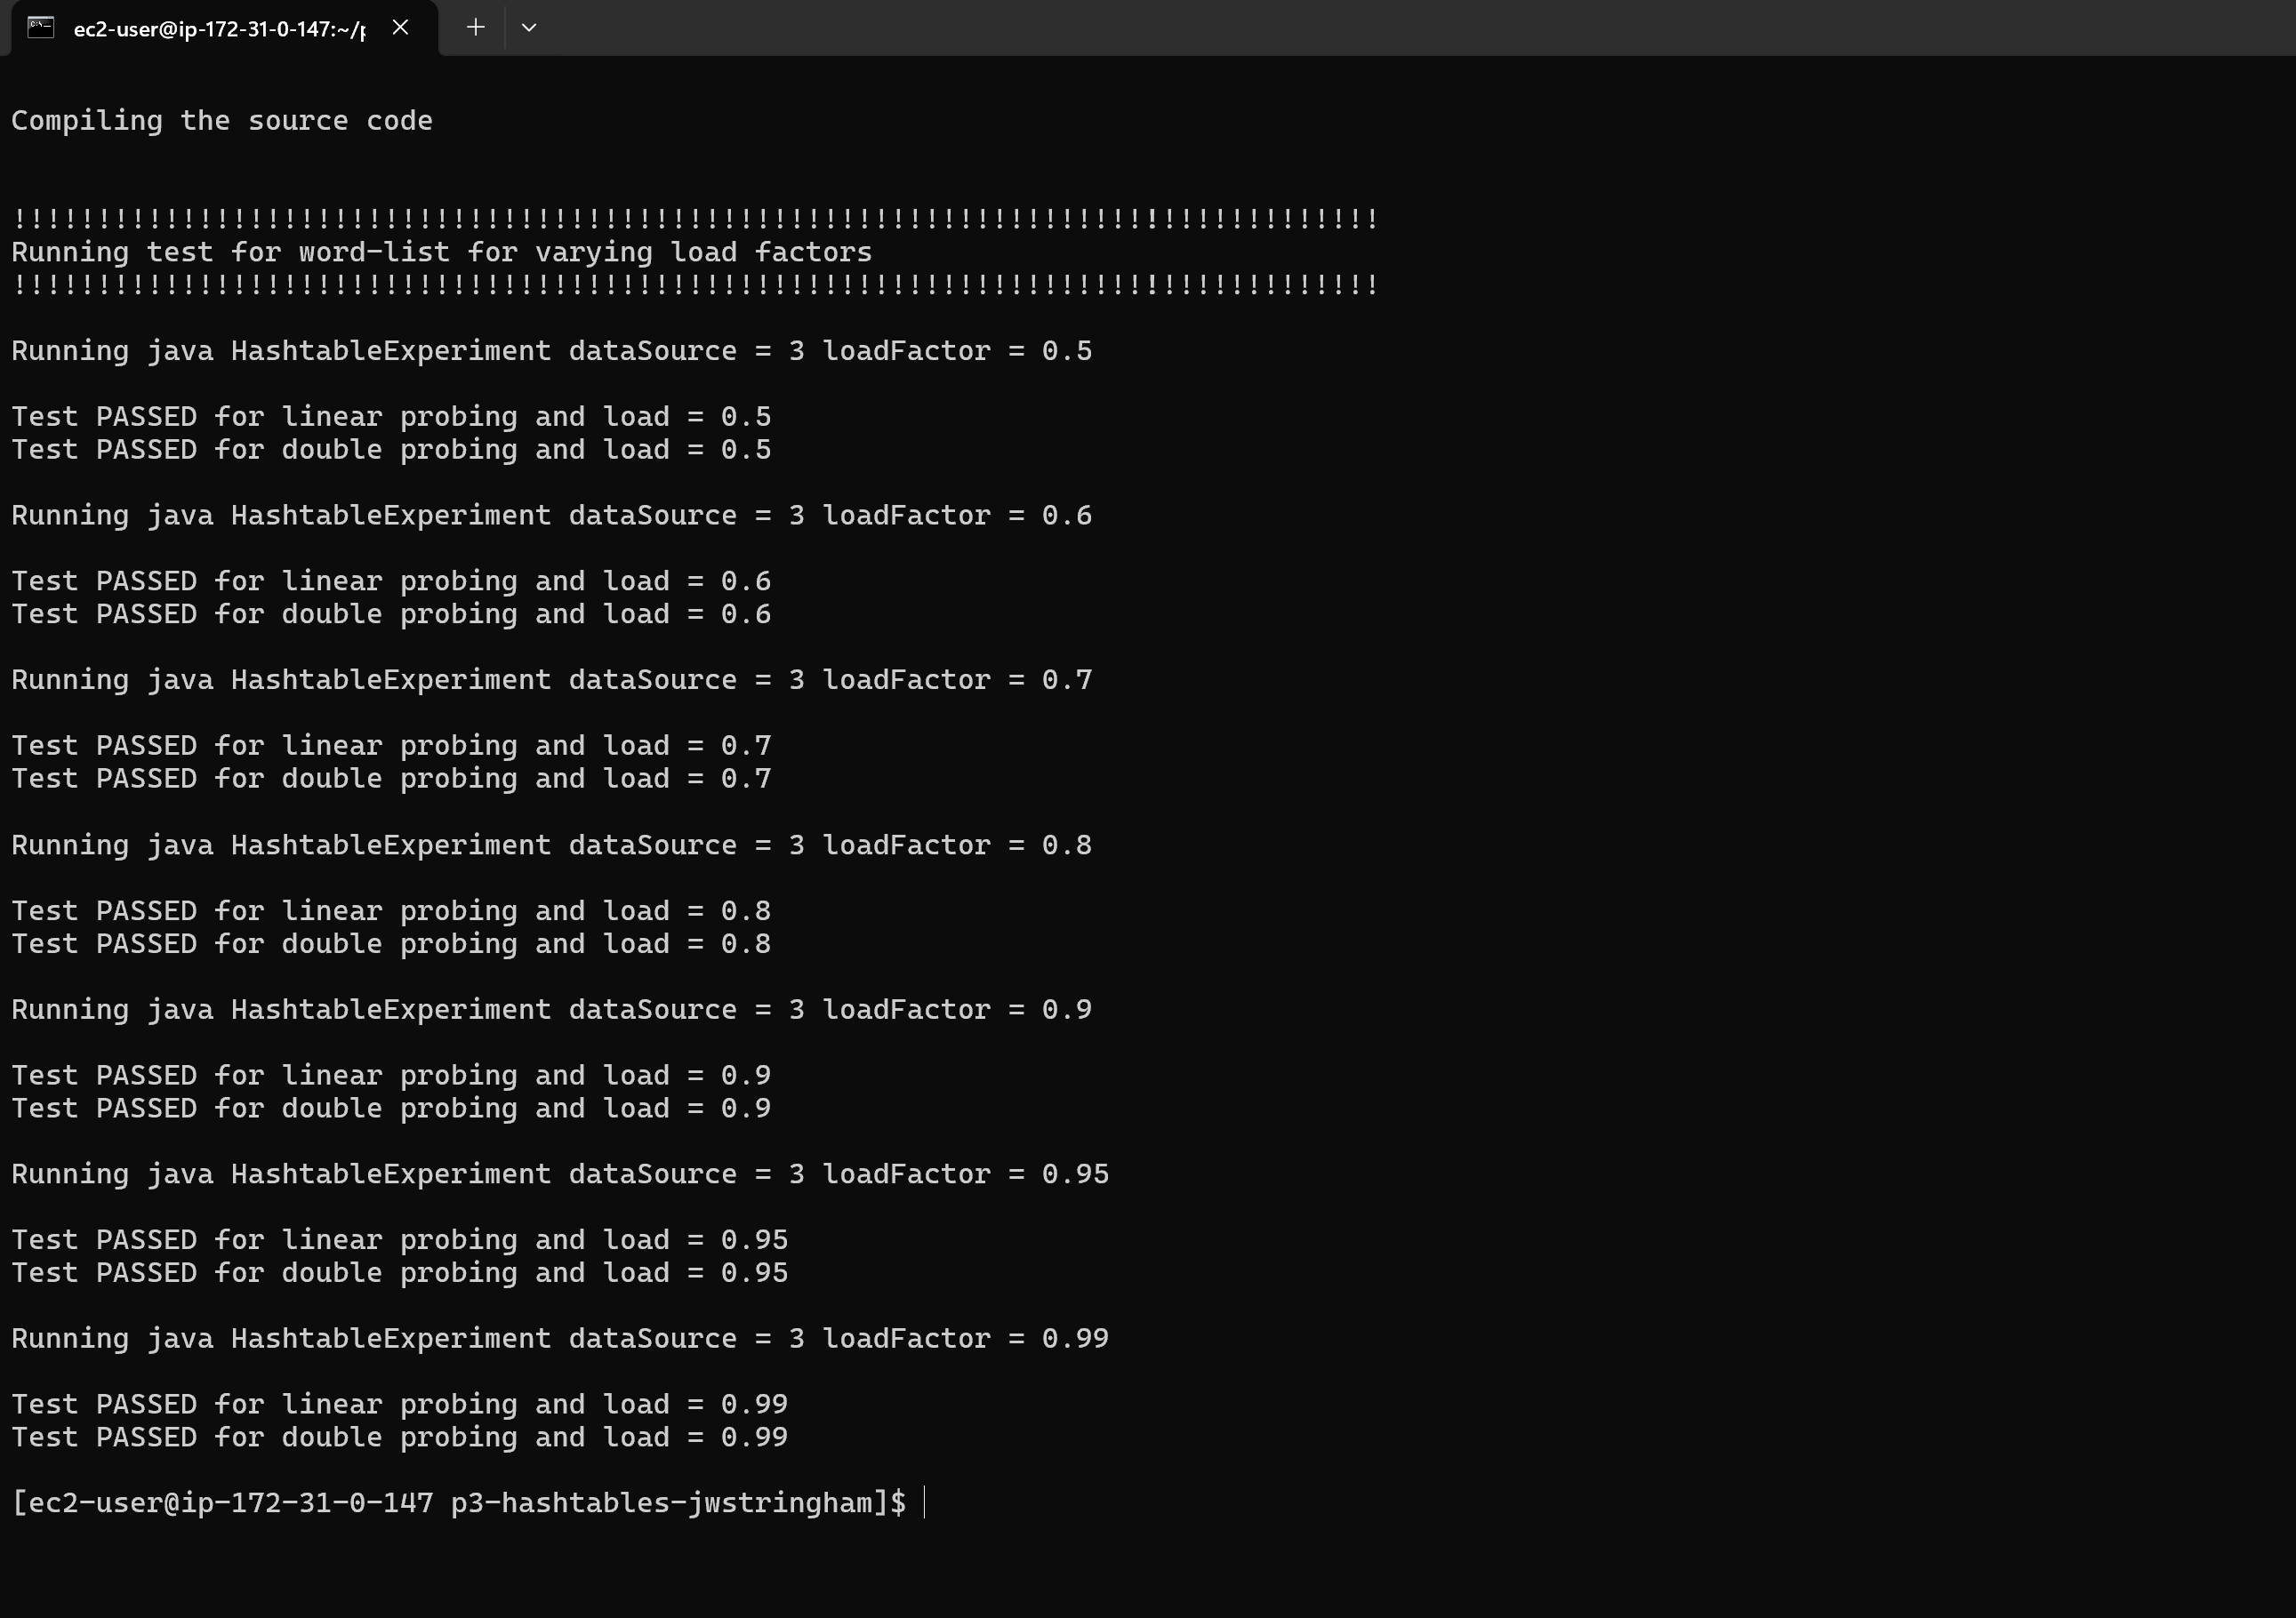 ec2-user@ip-172-31-0-147:~/p
Compiling the source code
!!!!!!!!!!!!!!!!!!!!!!!!!!!!!!!!!!!!!!!!!!!!!!!!!!!!!!!!!!!!!!!!!!!!!!!!!!!!!!!!!
Running test for word-list for varying load factors
!!!!!!!!!!!!!!!!!!!!!!!!!!!!!!!!!!!!!!!!!!!!!!!!!!!!!!!!!!!!!!!!!!!!!!!!!!!!!!!!!
Running java HashtableExperiment dataSource = 3 loadFactor = 0.5
Test PASSED for linear probing and load = 0.5
Test PASSED for double probing and load = 0.5
Running java HashtableExperiment dataSource = 3 loadFactor = 0.6
Test PASSED for linear probing and load = 0.6
Test PASSED for double probing and load = 0.6
Running java HashtableExperiment dataSource = 3 loadFactor = 0.7
Test PASSED for linear probing and load = 0.7
Test PASSED for double probing and load = 0.7
Running java HashtableExperiment dataSource = 3 loadFactor = 0.8
Test PASSED for linear probing and load = 0.8
Test PASSED for double probing and load = 0.8
Running java HashtableExperiment dataSource = 3 loadFactor = 0.9
Test PASSED for linear probing and load = 0.9
Test PASSED for double probing and load = 0.9
Running java HashtableExperiment dataSource = 3 loadFactor = 0.95
Test PASSED for linear probing and load = 0.95
Test PASSED for double probing and load = 0.95
Running java HashtableExperiment dataSource = 3 loadFactor = 0.99
Test PASSED for linear probing and load = 0.99
Test PASSED for double probing and load = 0.99
[ec2-user@ip-172-31-0-147 p3-hashtables-jwstringham]$